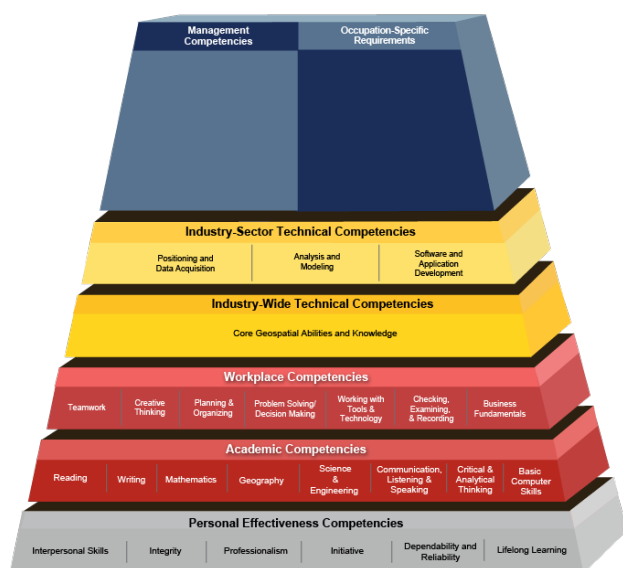 Management
Competencies
Occupation-Specific
Requirements
Industry-Sector Technical Competencies
Positioning and
Data Acquisition
Analysis and
Modeling
Software and
Application
Development
Industry-Wide Technical Competencies
Core Geospatial Abilities and Knowledge
Workplace Competencies
Teamwork
Creative
Thinking
Planning &
Organizing
Problem Solving/
Decision Making
Working with
Tools &
Technology
Checking,
Examining,
& Recording
Business
Fundamentals
Academic Competencies
Reading
Writing
Mathematics
Geography
Science
&
Engineering
Communication,
Listening &
Speaking
Critical &
Analytical
Thinking
Basic
Computer
Skills
Personal Effectiveness Competencies
Interpersonal Skills
Integrity
Professionalism
Initiative
Dependability and
Reliability
Lifelong Learning